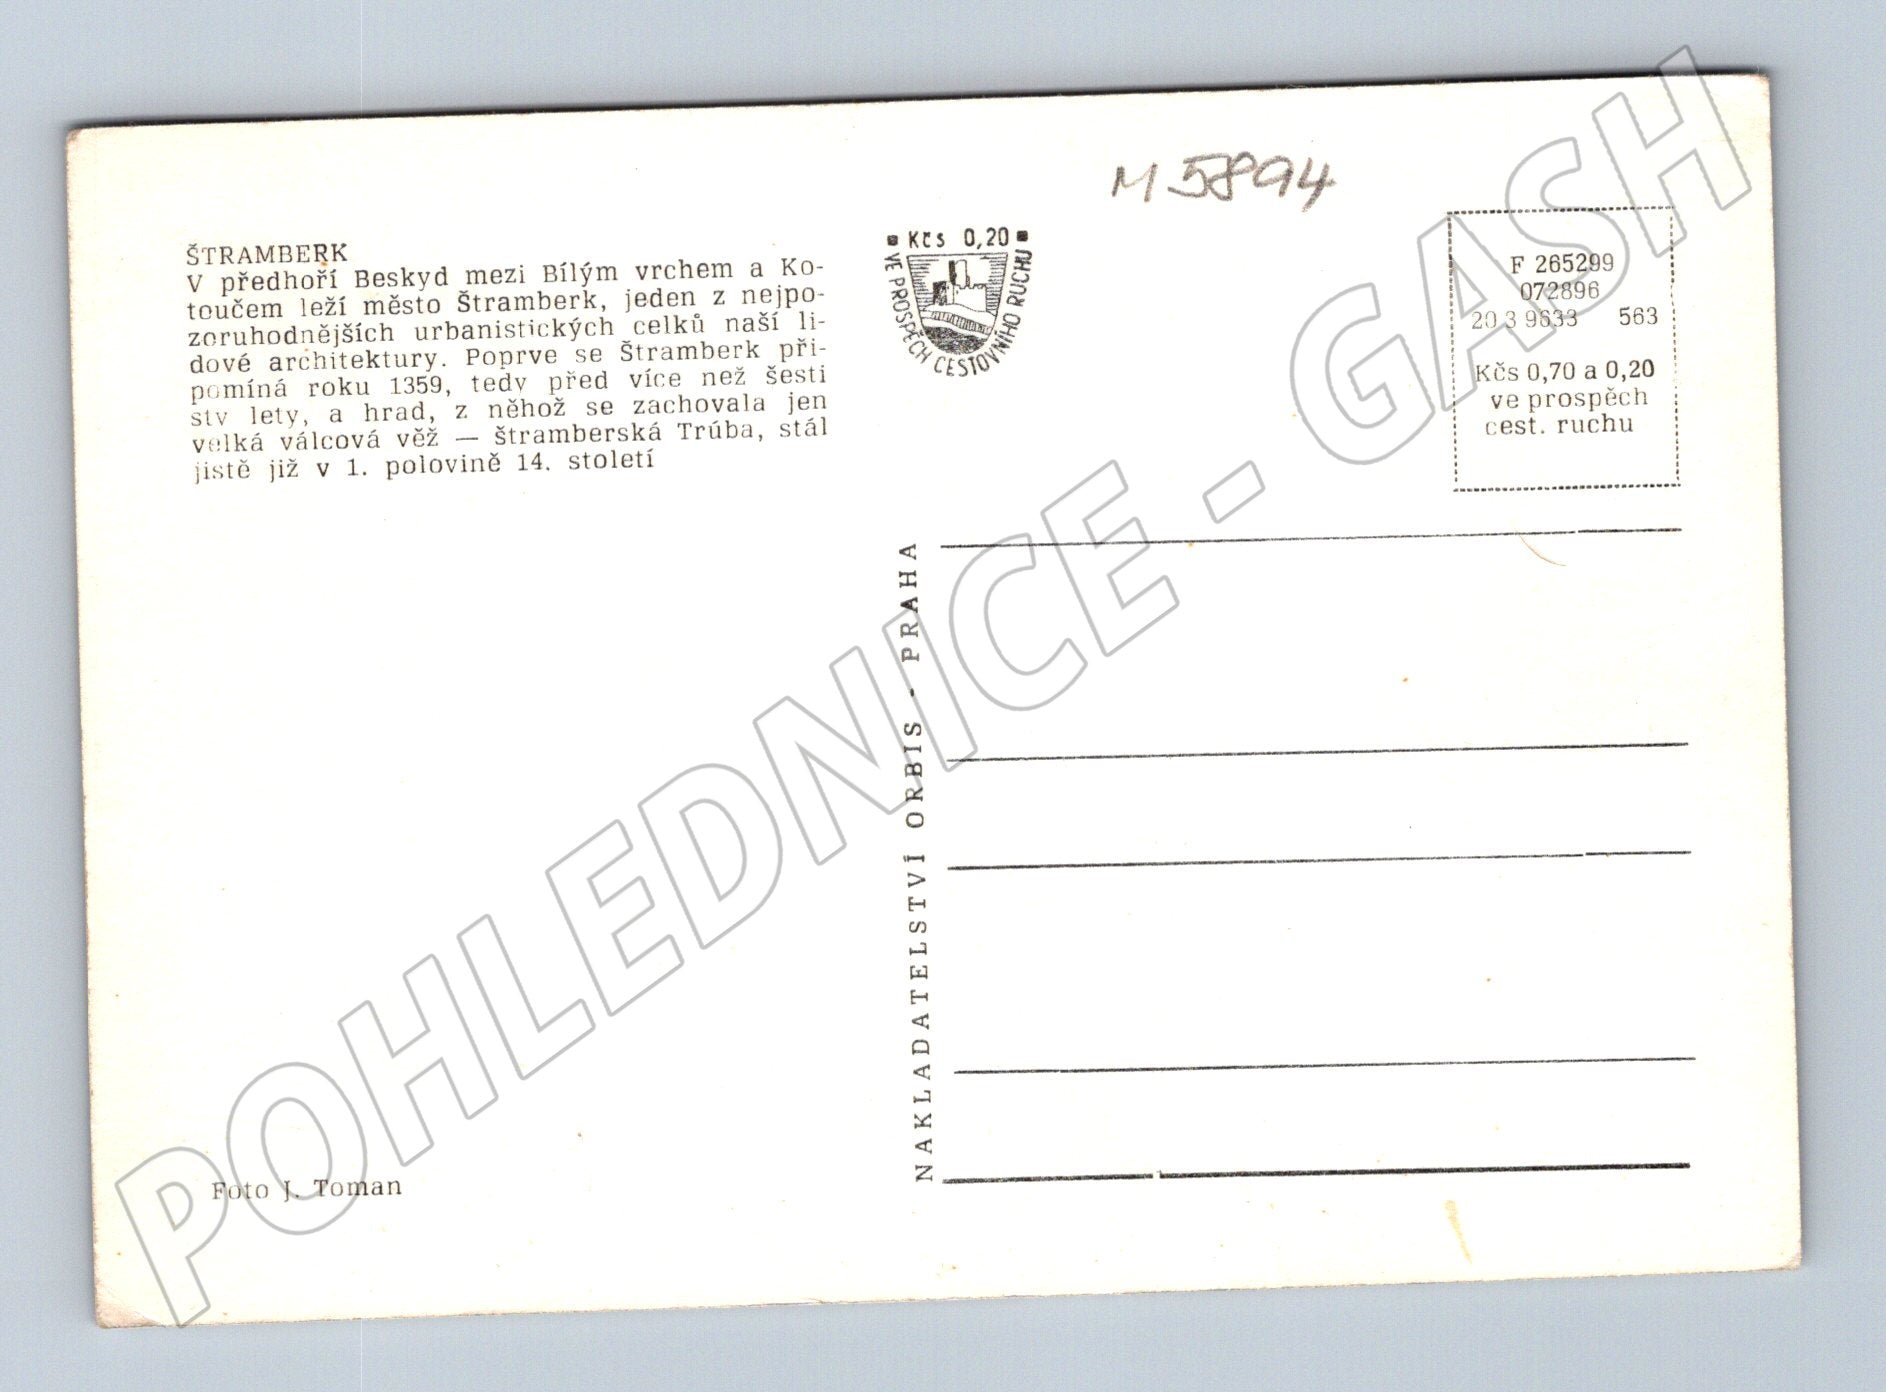 M 5894
ŠTRAMBERK
V předhoří Beskyd mezi Bílým vrchem a Ko-
toučem leží město Štramberk, jeden z nejpo-
zoruhodnějších urbanistických celků naší li-
dové architektury. Poprve se Štramberk při-
pomíná roku 1359, tedy před více než šesti
sty lety, a hrad, z něhož se zachovala jen
velká válcová věž — štramberská Trúba, stál
jistě již v 1. polovině 14. století
Kčs 0,20
VE PROSPĚCH CESTOVNÍHO RUCHU
F 265299
072896
20 3 9633 563
Kčs 0,70 a 0,20
ve prospěch
cest. ruchu
NAKLADATELSTVÍ ORBIS - PRAHA
Foto J. Toman
POHLEDNICE - GASH